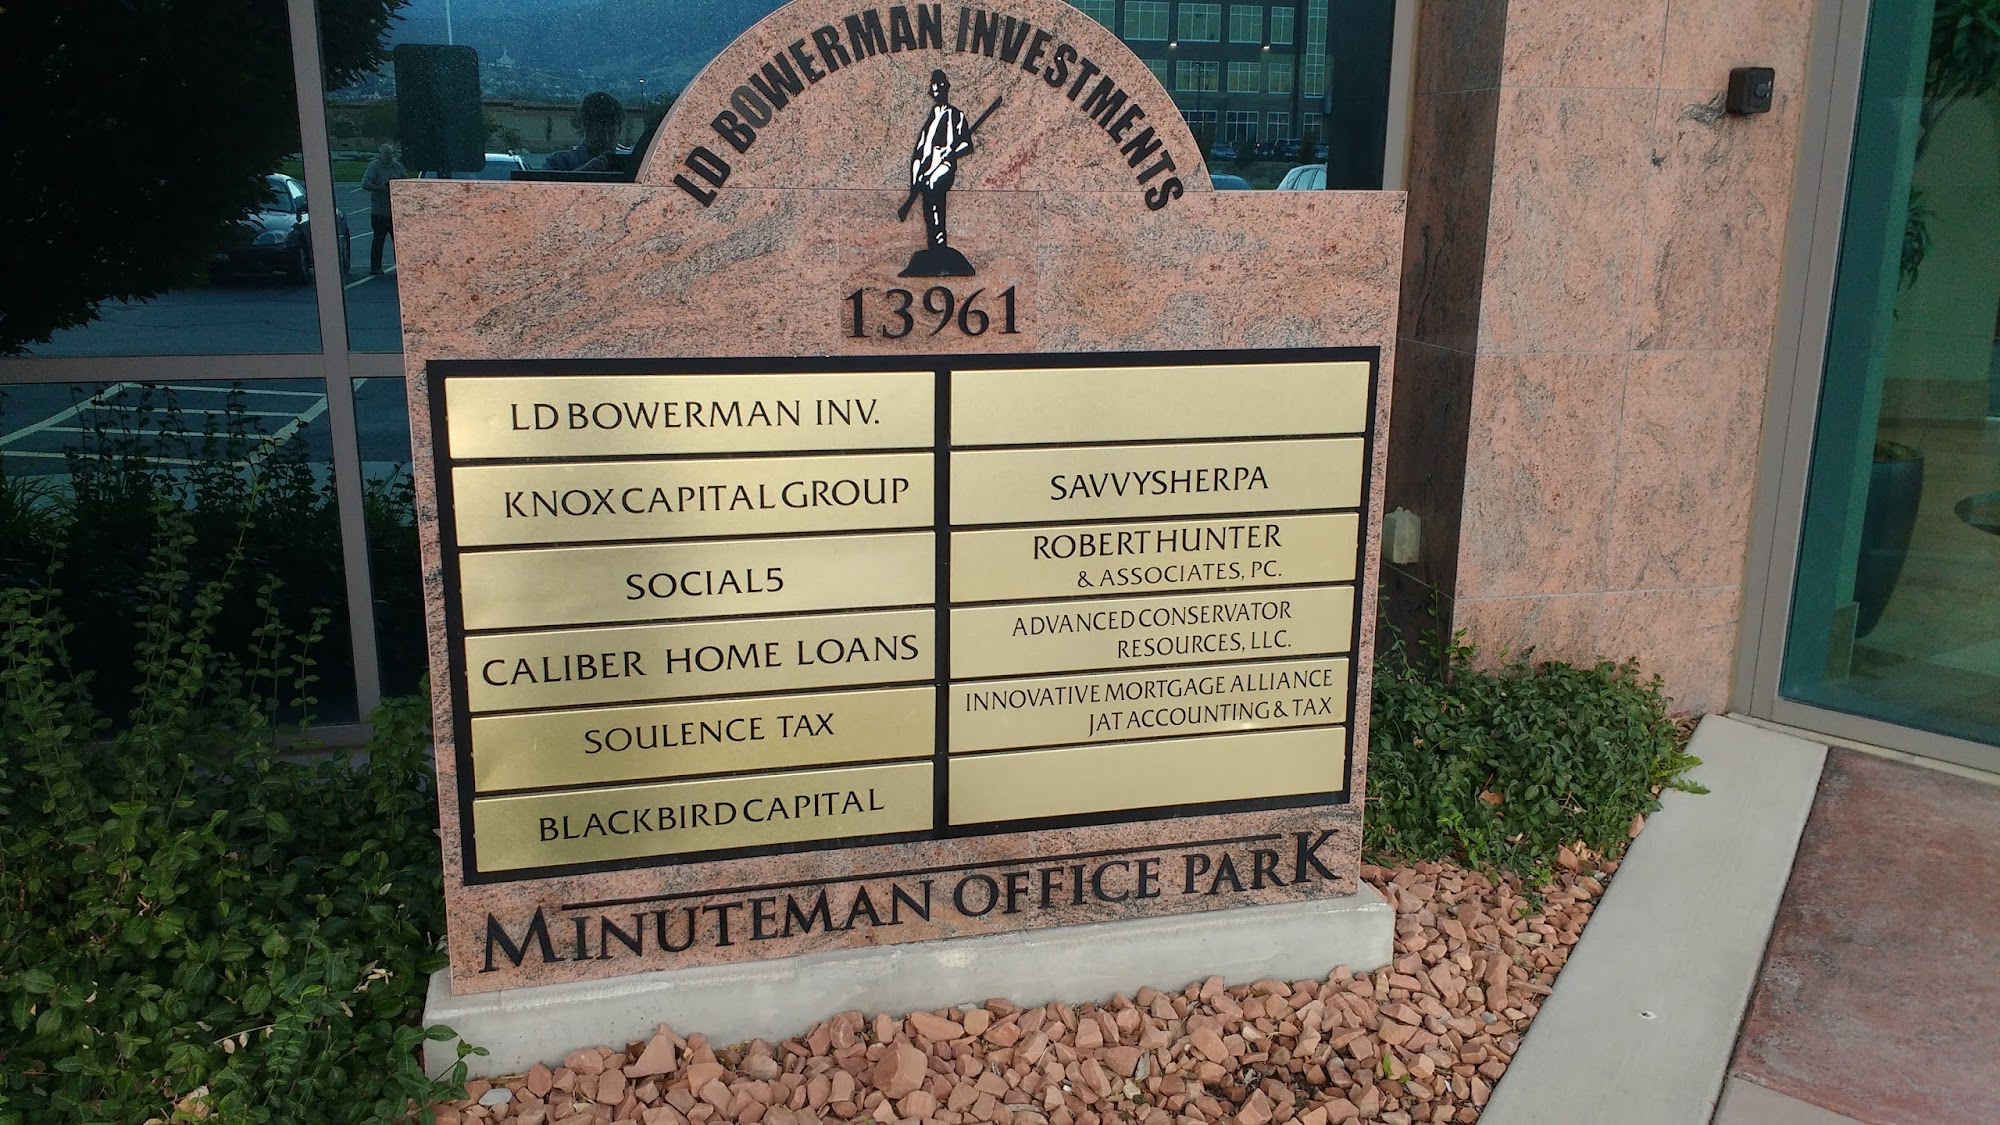 LD BOWERMAN INVESTMENTS
13961
LD BOWERMAN INV.
KNOX CAPITAL GROUP
SOCIAL5
CALIBER HOME LOANS
SOULENCE TAX
BLACKBIRD CAPITAL
SAVVYSHERPA
ROBERT HUNTER
& ASSOCIATES, PC.
ADVANCED CONSERVATOR
RESOURCES, LLC.
INNOVATIVE MORTGAGE ALLIANCE
JAT ACCOUNTING & TAX
MINUTEMAN OFFICE PARK